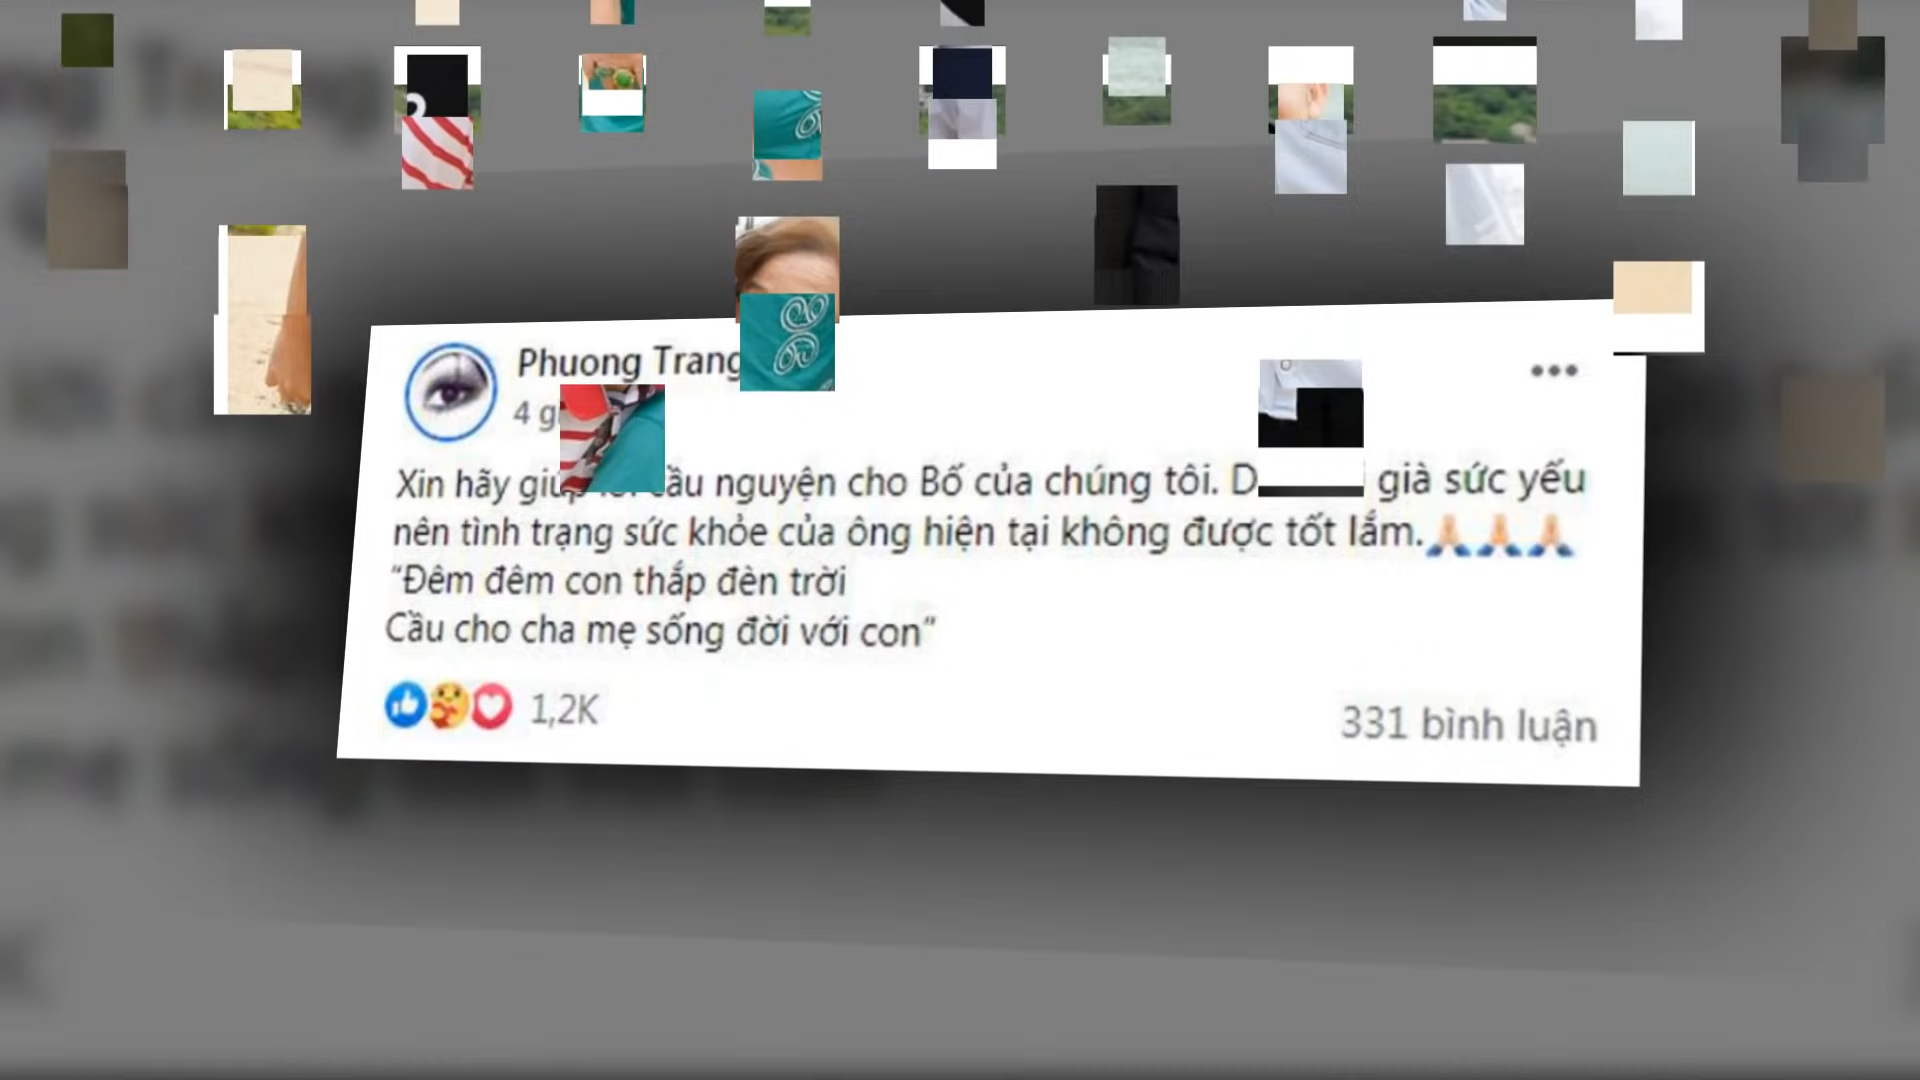 Phuong Trang
4
Xin hãy cầu nguyện cho Bố của chúng tôi. già sức yếu
nên tình trạng sức khỏe của ông hiện tại không được tốt lắm.🙏🏻🙏🏻🙏🏻
“Đêm đêm con thắp đèn trời
Cầu cho cha mẹ sống đời với con”
1,2K
331 bình luận